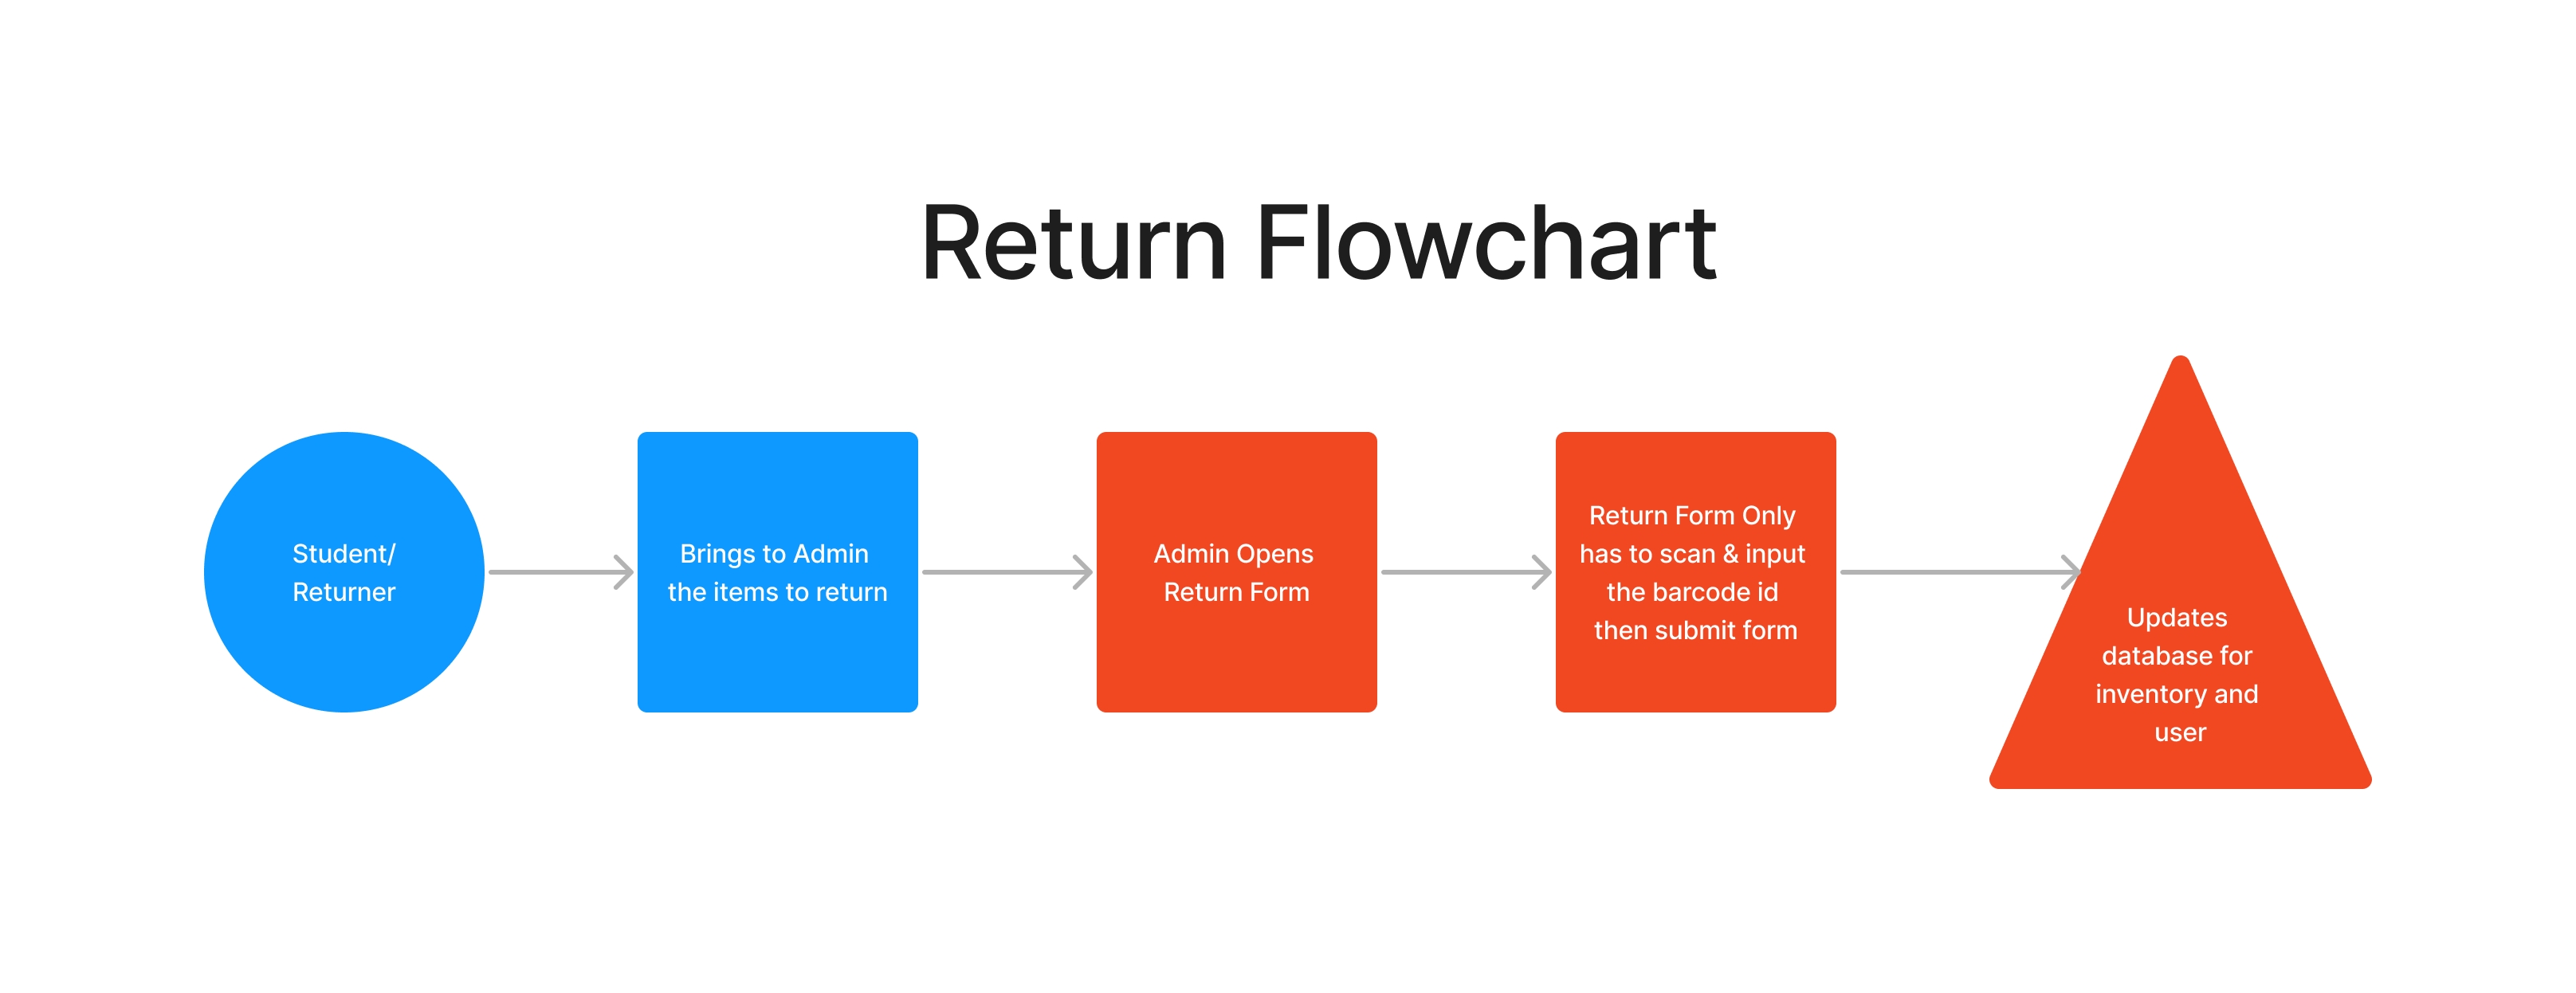 Return Flowchart
Student/
Returner
Brings to Admin
the items to return
Admin Opens
Return Form
Return Form Only
has to scan & input
the barcode id
then submit form
Updates
database for
inventory and
user